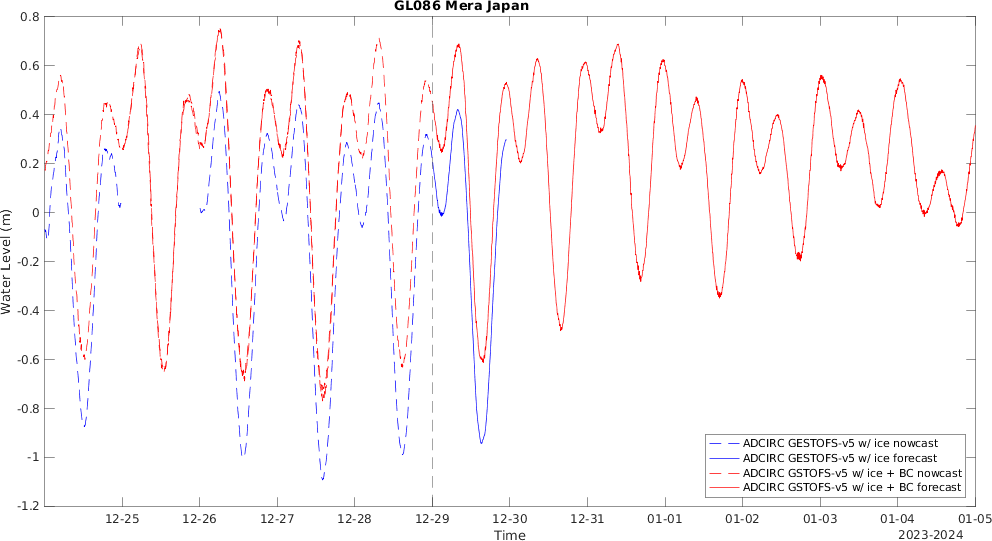 GL086 Mera Japan
Water Level (m)
0.8
0.6
0.4
0.2
0
-0.2
-0.4
-0.6
-0.8
-1
-1.2
12-25 12-26 12-27 12-28 12-29 12-30 12-31 01-01 01-02 01-03 01-04 01-05
Time
2023-2024
ADCIRC GESTOFS-v5 w/ ice nowcast
ADCIRC GESTOFS-v5 w/ ice forecast
ADCIRC GSTOFS-v5 w/ ice + BC nowcast
ADCIRC GSTOFS-v5 w/ ice + BC forecast